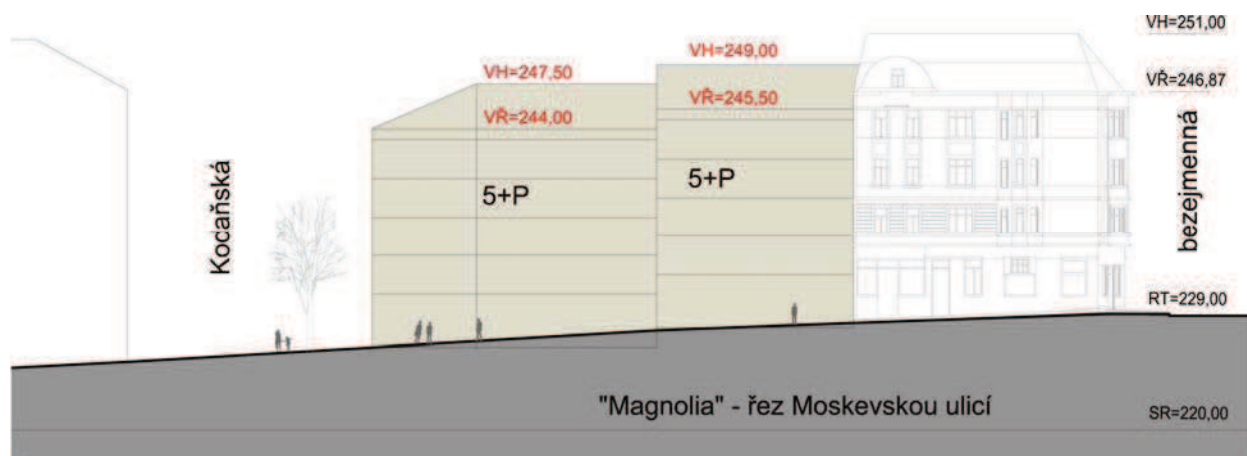 VH=251,00
VH=249,00
VH=247,50
VŘ=246,87
VŘ=245,50
VŘ=244,00
5+P
5+P
Kocaňská
bezejmenná
RT=229,00
"Magnolia" - řez Moskevskou ulicí
SR=220,00